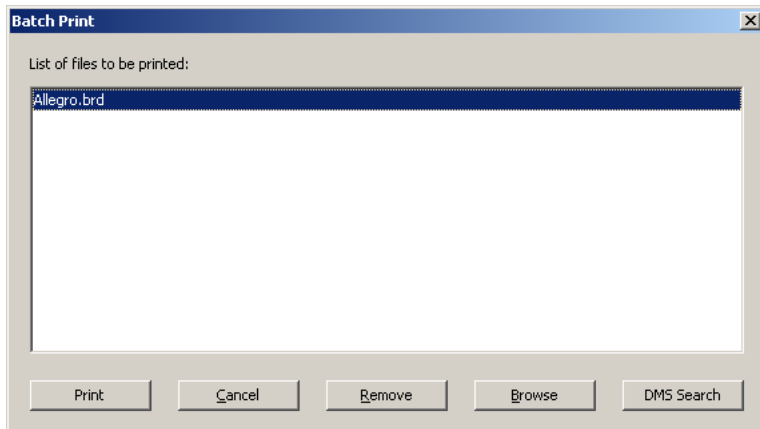 Batch Print
List of files to be printed:
Allegro.brd
Print Cancel Remove Browse DMS Search